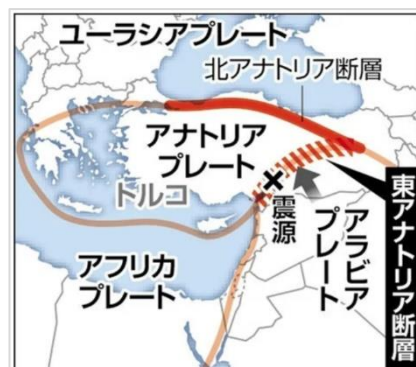 ユーラシアプレート
北アナトリア断層
アナトリア
プレート
トルコ
震源
アラビア
プレート
東アナトリア断層
アフリカ
プレート